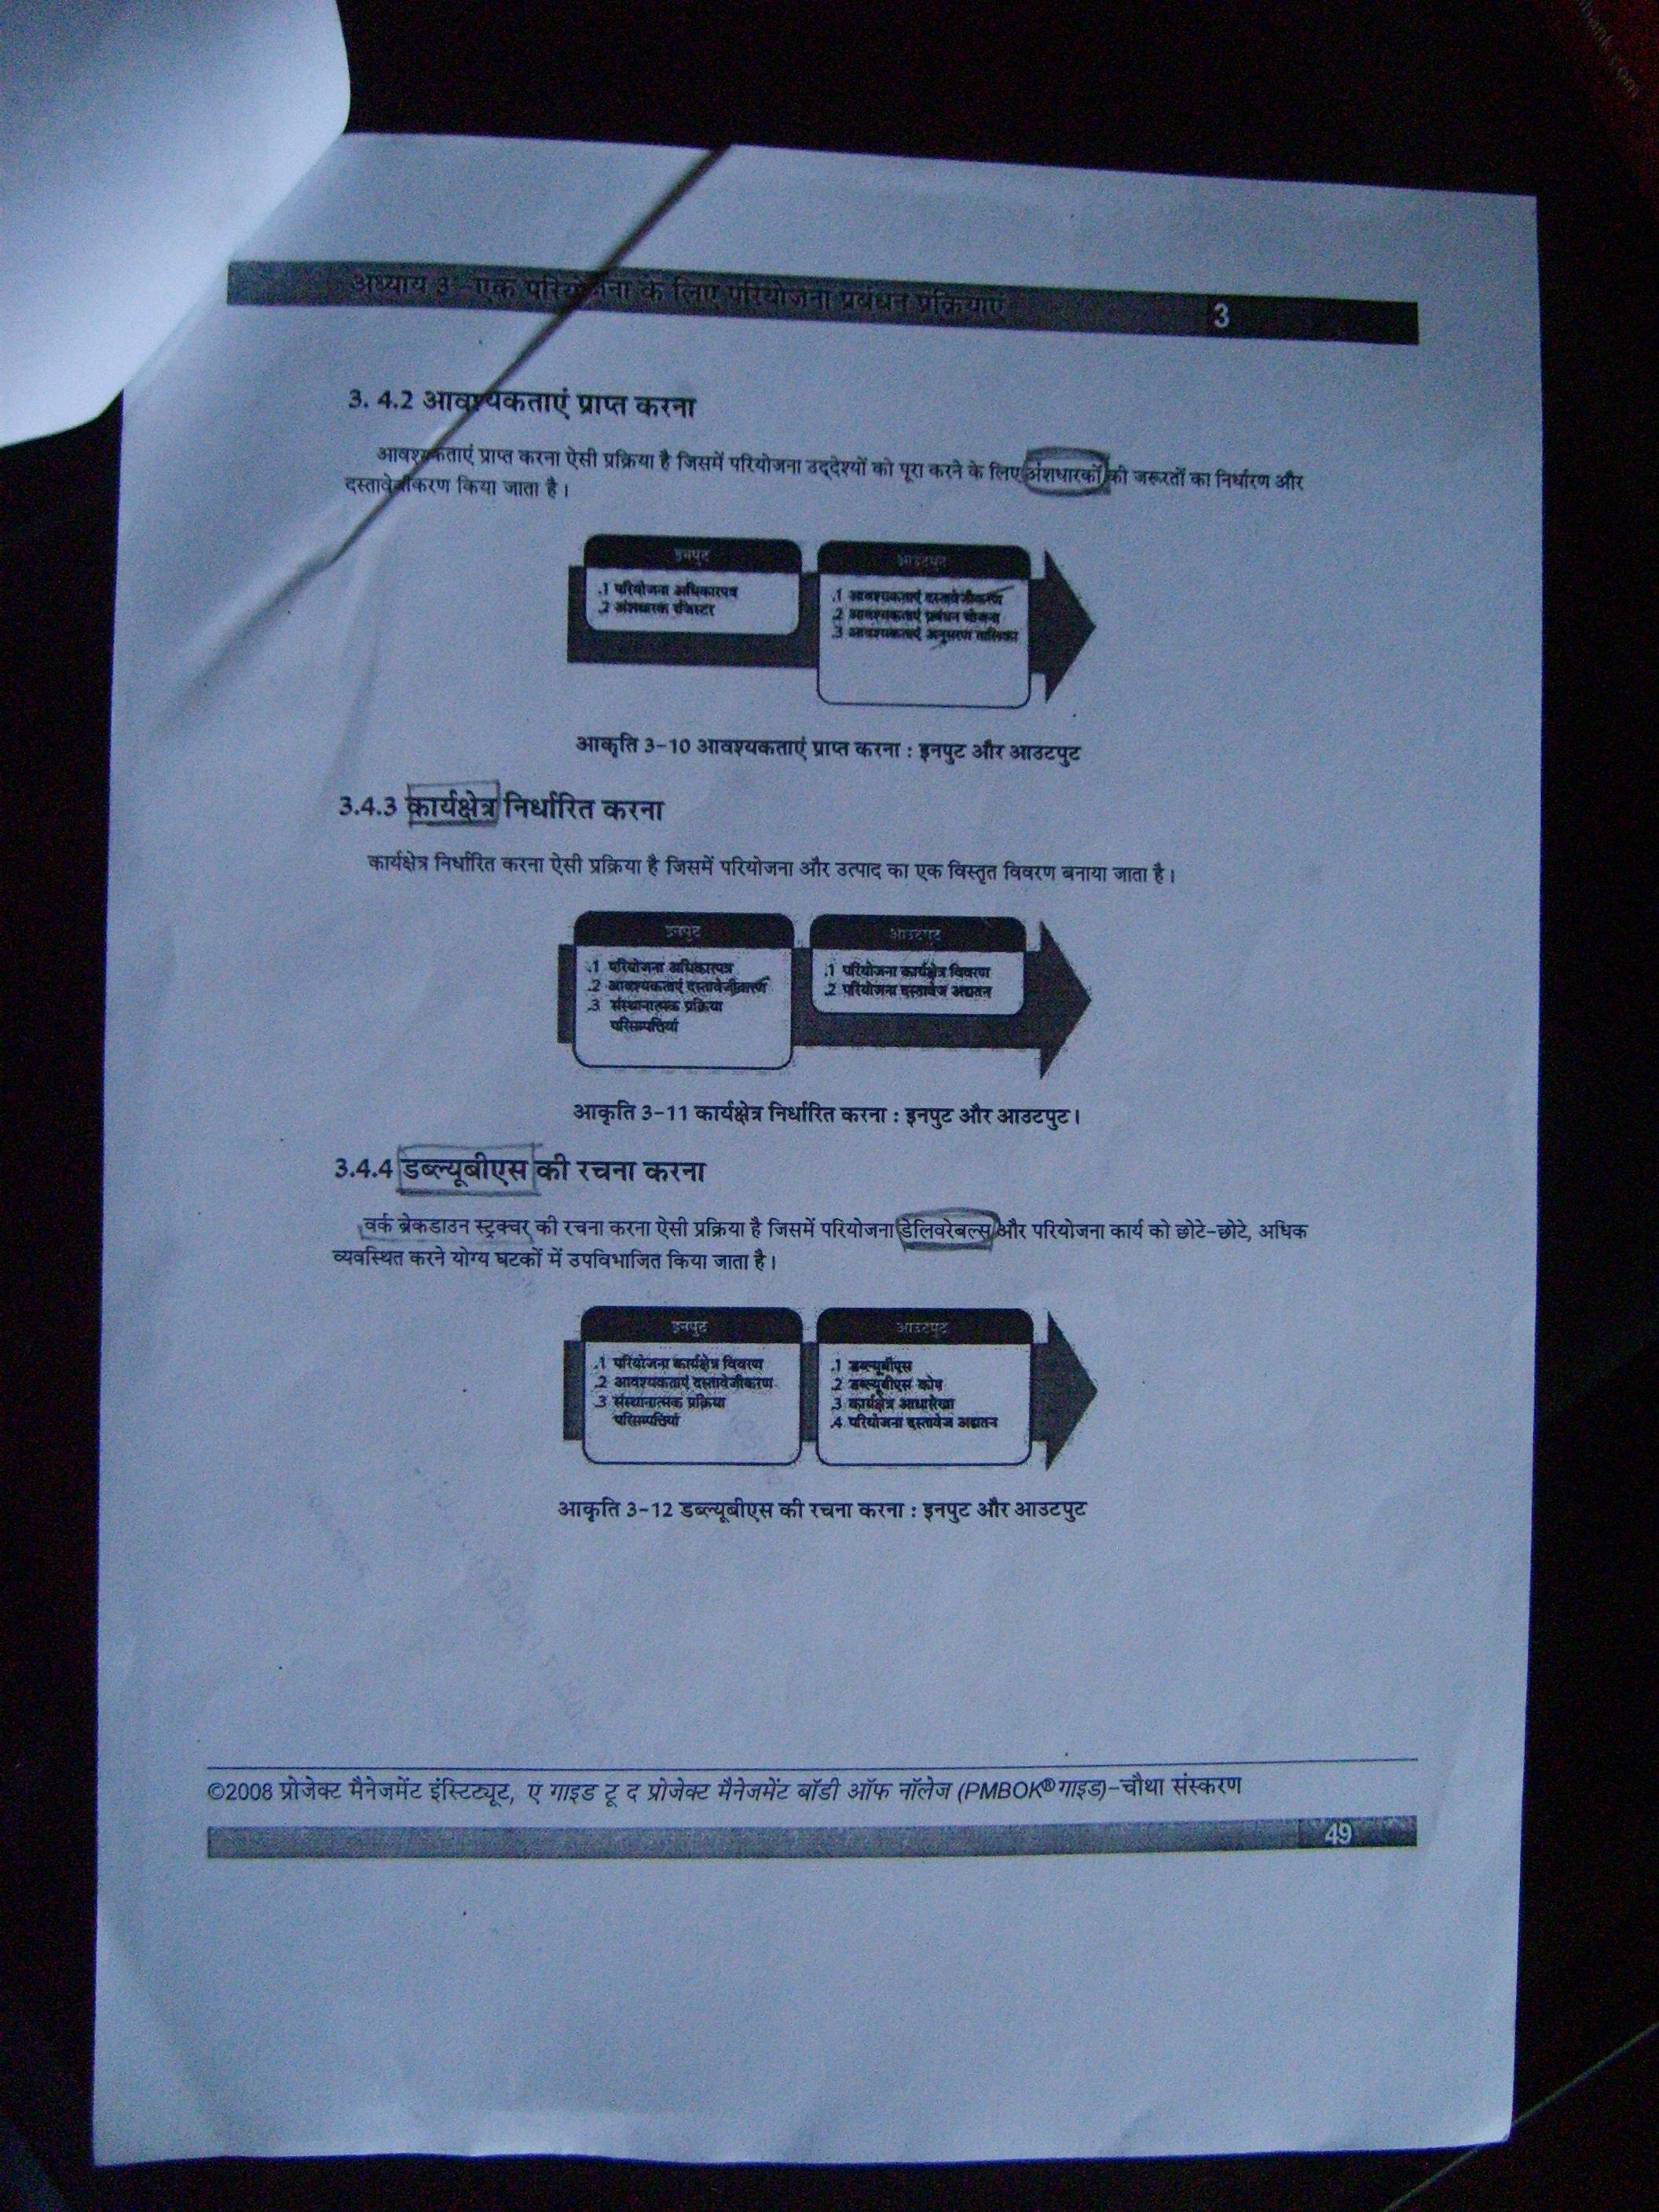 अध्याय 3 –एक परियोजना के लिए परियोजना प्रबंधन प्रक्रियाएं
3
3. 4.2 आवश्यकताएं प्राप्त करना
आवश्यकताएं प्राप्त करना ऐसी प्रक्रिया है जिसमें परियोजना उद्देश्यों को पूरा करने के लिए अंशधारकों की जरूरतों का निर्धारण और
दस्तावेजीकरण किया जाता है।
इनपुट
.1 परियोजना अधिकारपत्र
.2 अंशधारक रजिस्टर
आउटपुट
.1 आवश्यकताएं दस्तावेजीकरण
.2 आवश्यकताएं प्रबंधन योजना
.3 आवश्यकताएं अनुसरण तालिका
आकृति 3-10 आवश्यकताएं प्राप्त करना : इनपुट और आउटपुट
3.4.3 कार्यक्षेत्र निर्धारित करना
कार्यक्षेत्र निर्धारित करना ऐसी प्रक्रिया है जिसमें परियोजना और उत्पाद का एक विस्तृत विवरण बनाया जाता है।
इनपुट
.1 परियोजना अधिकारपत्र
.2 आवश्यकताएं दस्तावेजीकरण
.3 संस्थानात्मक प्रक्रिया
परिसम्पत्तियां
आउटपुट
.1 परियोजना कार्यक्षेत्र विवरण
.2 परियोजना दस्तावेज अद्यतन
आकृति 3-11 कार्यक्षेत्र निर्धारित करना : इनपुट और आउटपुट।
3.4.4 डब्ल्यूबीएस की रचना करना
वर्क ब्रेकडाउन स्ट्रक्चर की रचना करना ऐसी प्रक्रिया है जिसमें परियोजना डेलिवरेबल्स और परियोजना कार्य को छोटे-छोटे, अधिक
व्यवस्थित करने योग्य घटकों में उपविभाजित किया जाता है।
इनपुट
.1 परियोजना कार्यक्षेत्र विवरण
.2 आवश्यकताएं दस्तावेजीकरण
.3 संस्थानात्मक प्रक्रिया
परिसम्पत्तियां
आउटपुट
.1 डब्ल्यूबीएस
.2 डब्ल्यूबीएस कोष
.3 कार्यक्षेत्र आधाररेखा
.4 परियोजना दस्तावेज अद्यतन
आकृति 3-12 डब्ल्यूबीएस की रचना करना : इनपुट और आउटपुट
©2008 प्रोजेक्ट मैनेजमेंट इंस्टिट्यूट, ए गाइड टू द प्रोजेक्ट मैनेजमेंट बॉडी ऑफ नॉलेज (PMBOK® गाइड)-चौथा संस्करण
49